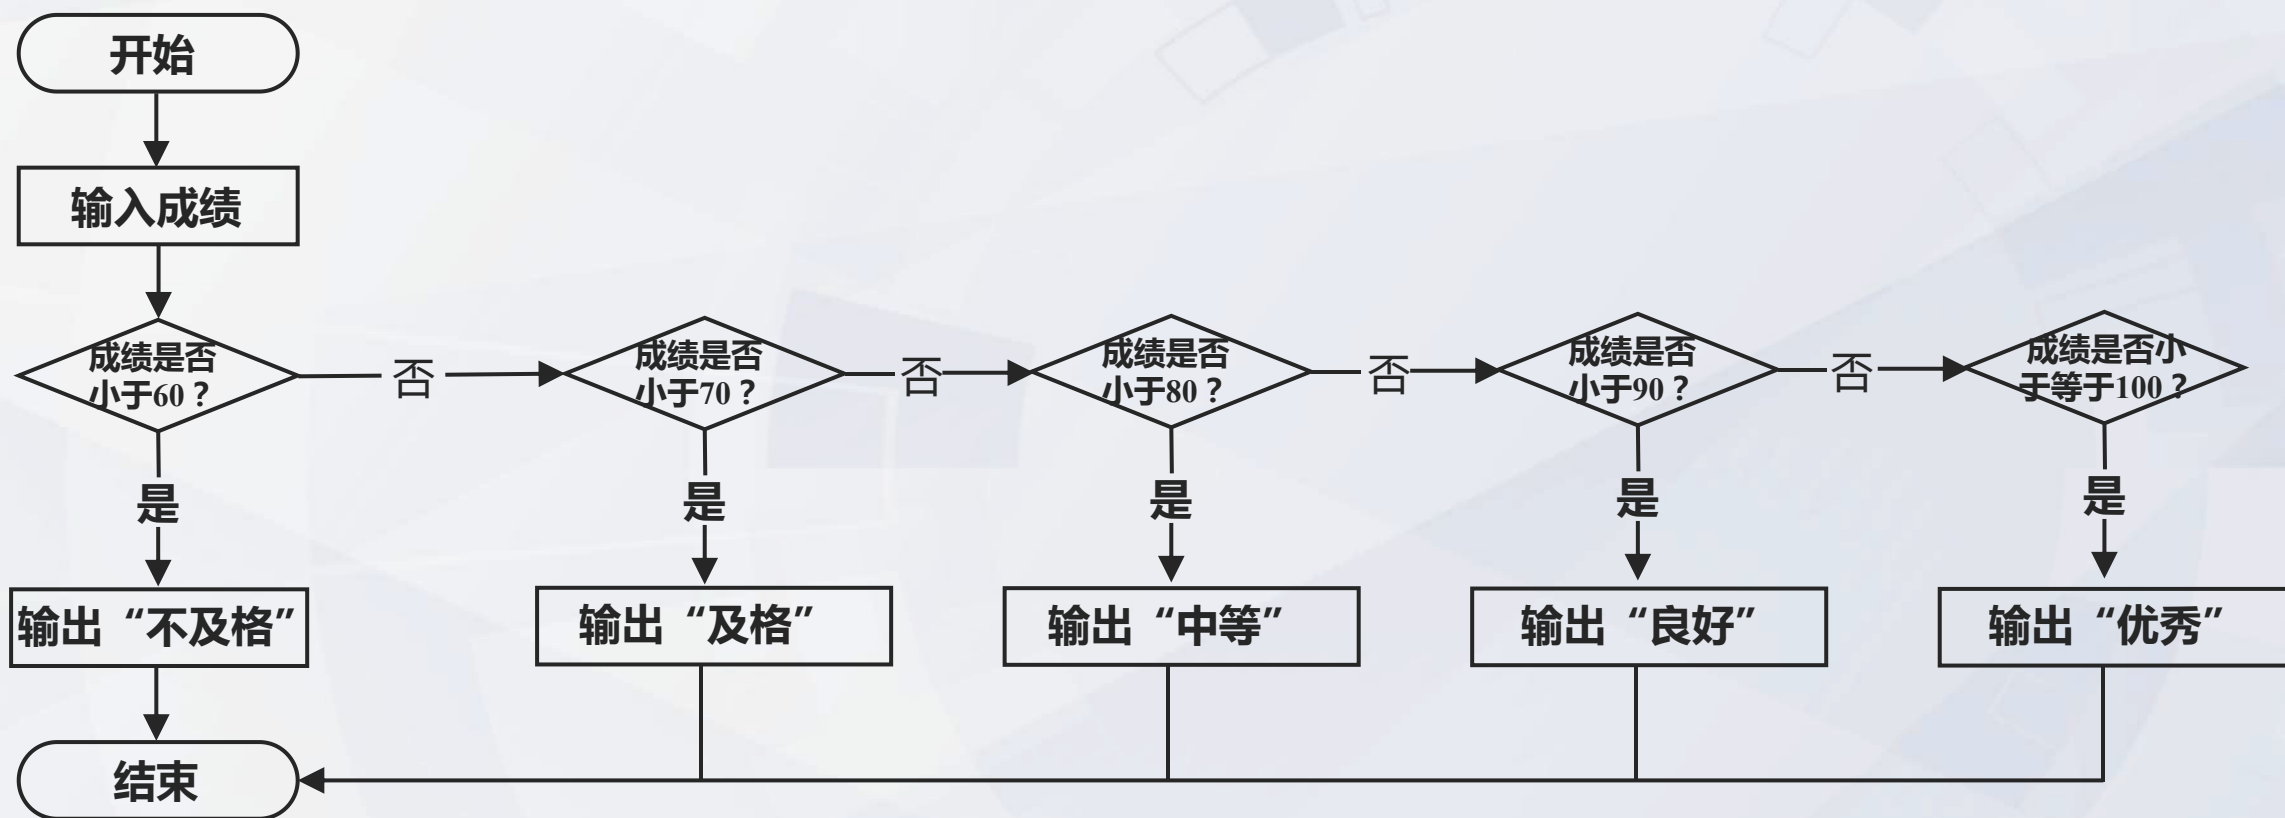 开始
输入成绩
成绩是否
小于60？
否
成绩是否
小于70？
否
成绩是否
小于80？
否
成绩是否
小于90？
否
成绩是否小
于等于100？
是
是
是
是
是
输出“不及格”
输出“及格”
输出“中等”
输出“良好”
输出“优秀”
结束